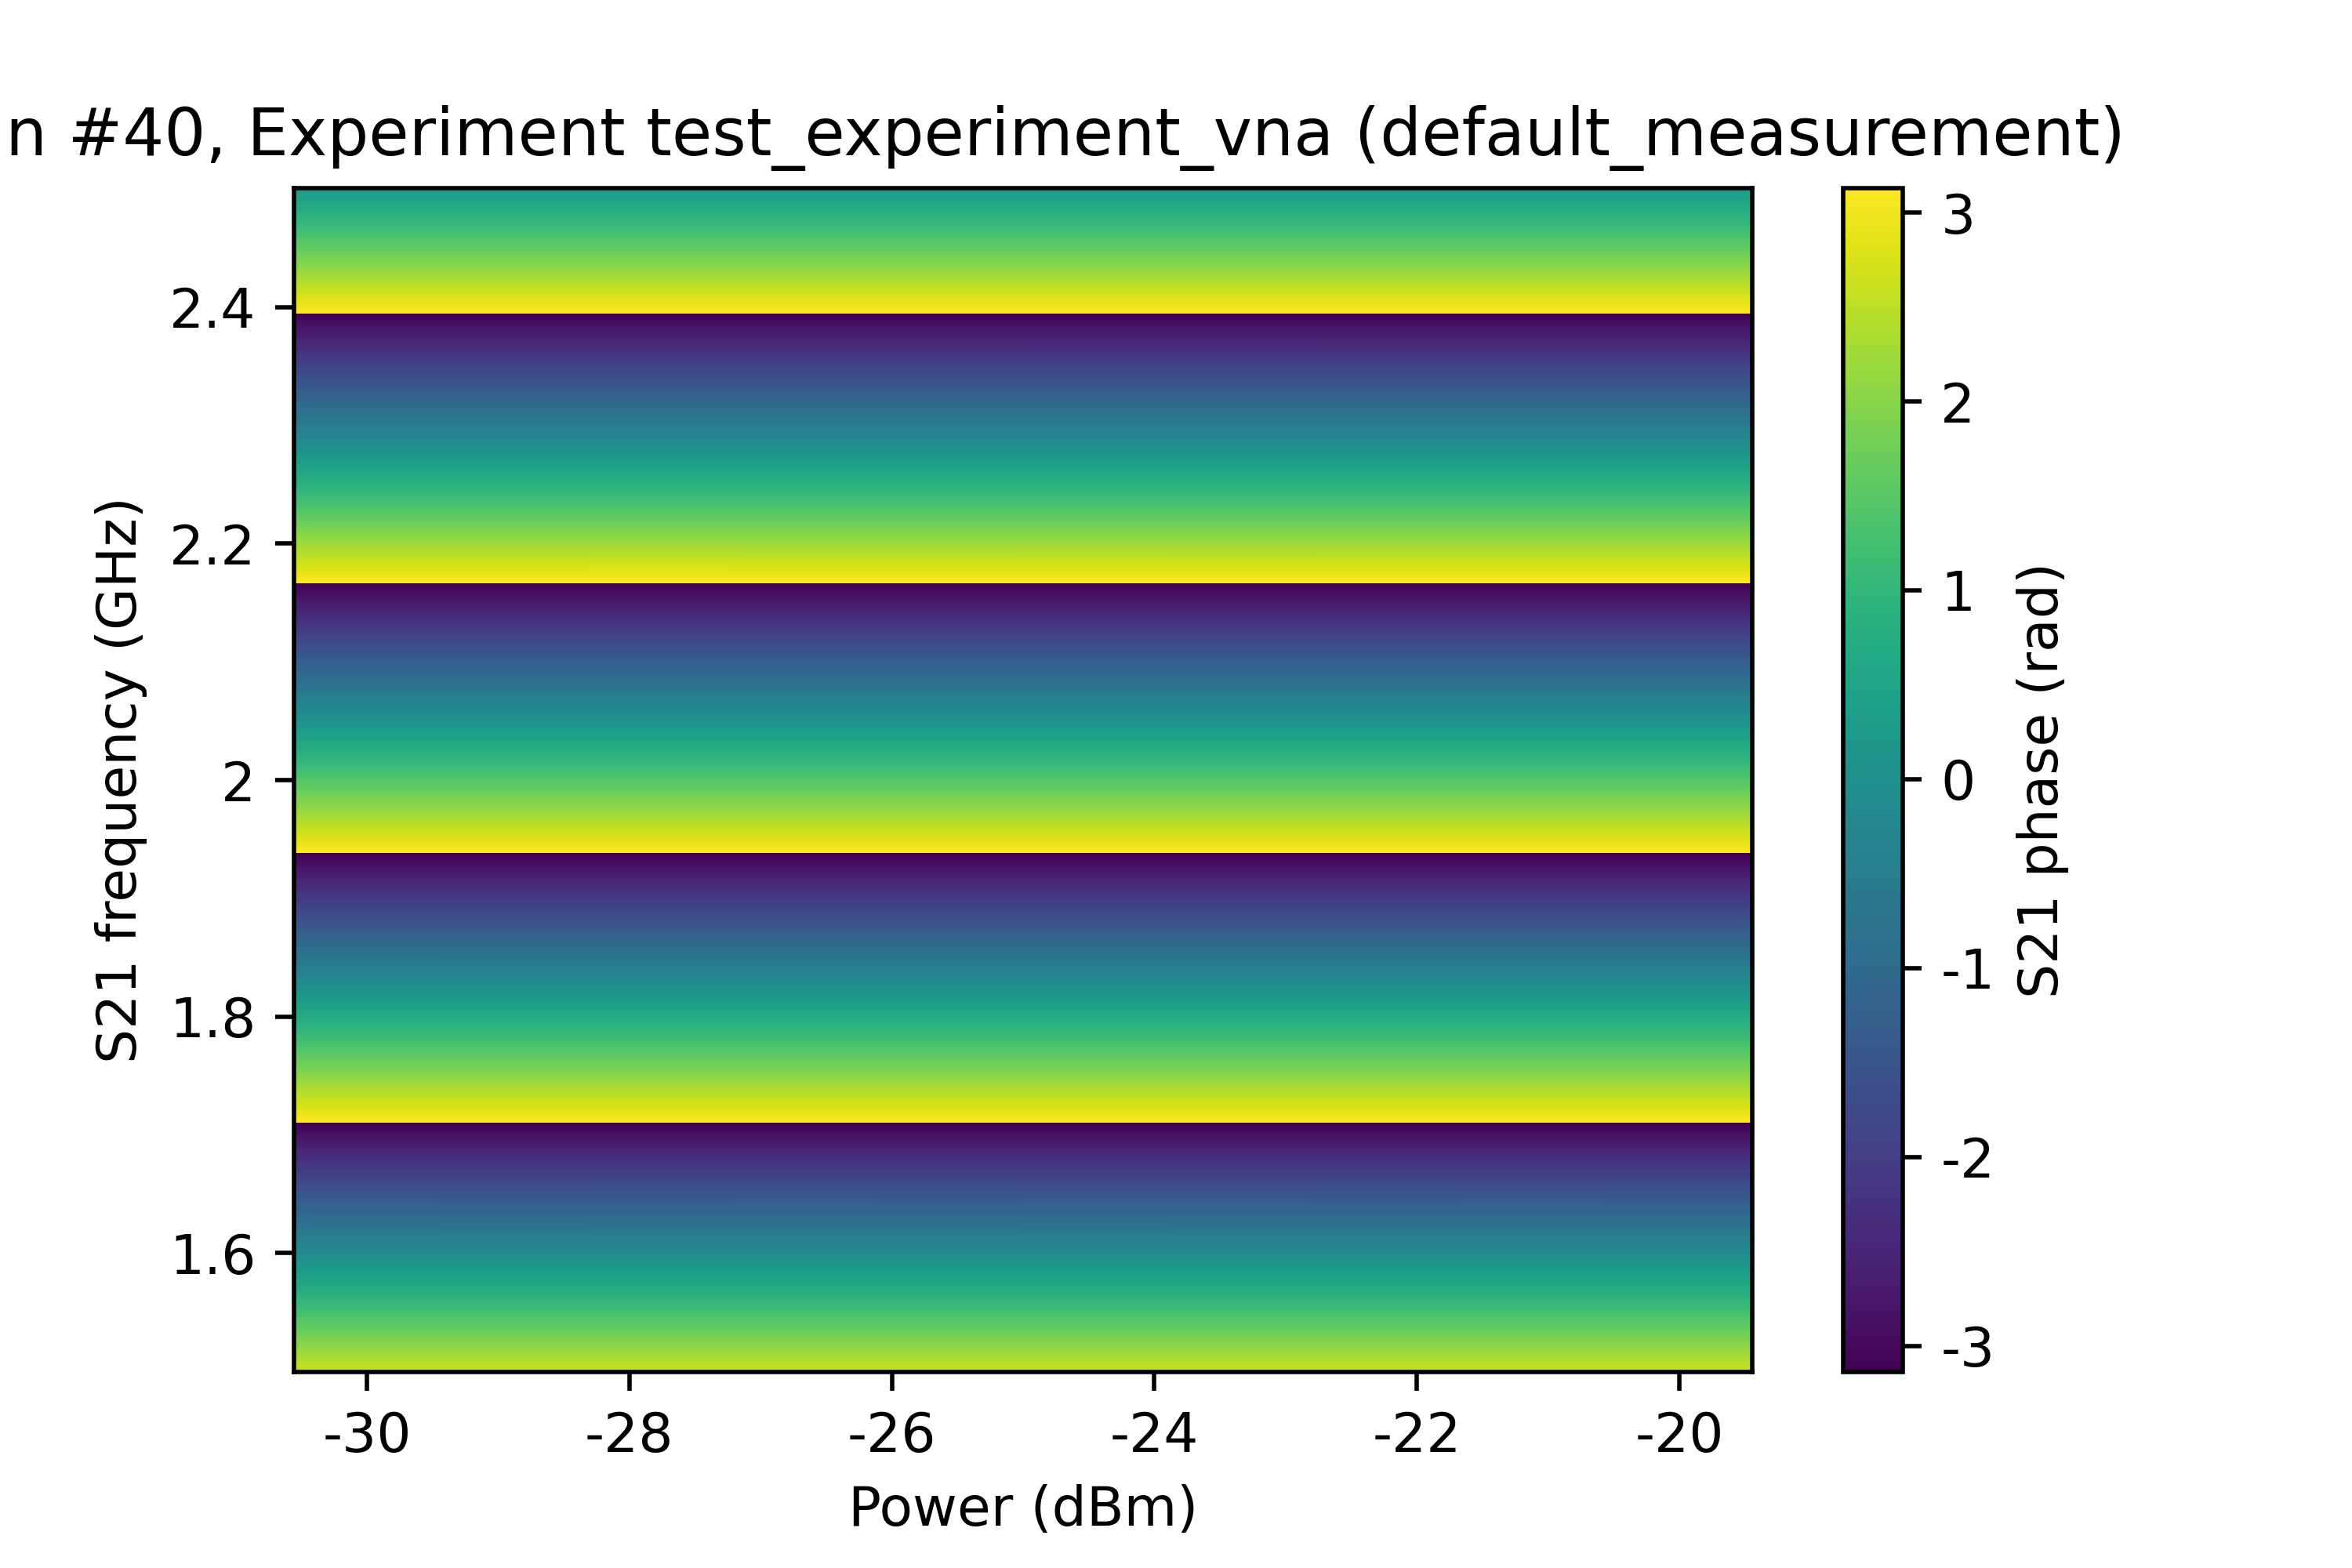 n #40, Experiment test_experiment_vna (default_measurement)
S21 frequency (GHz)
2.4
2.2
2
1.8
1.6
-30 -28 -26 -24 -22 -20
Power (dBm)
3
2
1
0
-1
-2
-3
S21 phase (rad)